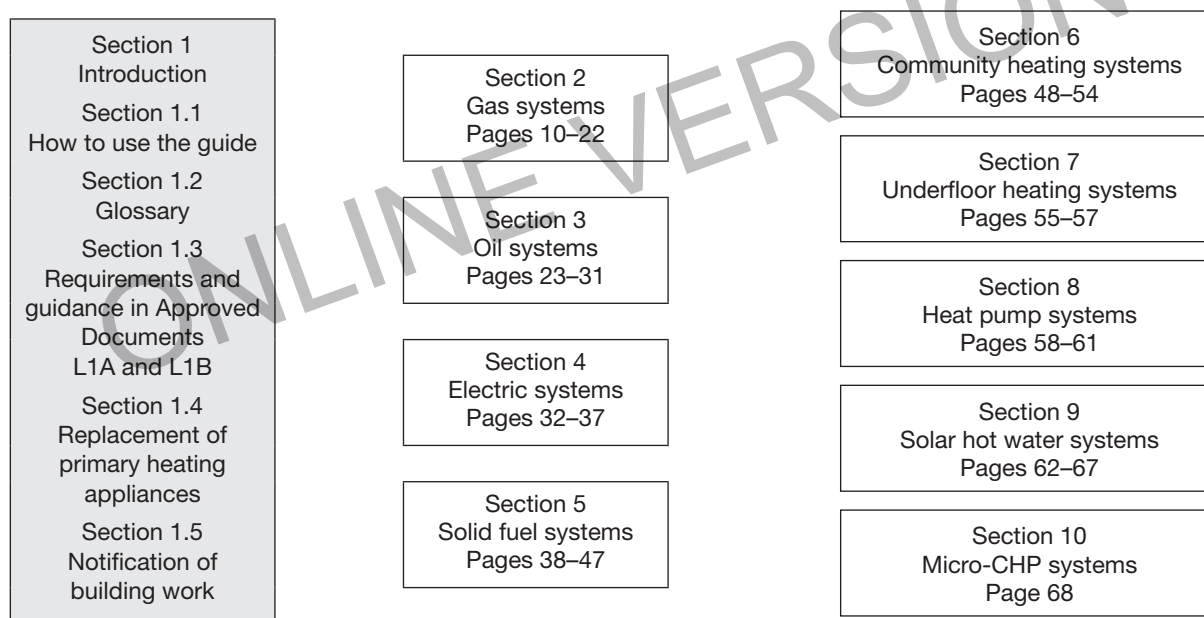 Section 1
Introduction
Section 1.1
How to use the guide
Section 1.2
Glossary
Section 1.3
Requirements and
guidance in Approved
Documents
L1A and L1B
Section 1.4
Replacement of
primary heating
appliances
Section 1.5
Notification of
building work
Section 2
Gas systems
Pages 10–22
Section 3
Oil systems
Pages 23–31
Section 4
Electric systems
Pages 32–37
Section 5
Solid fuel systems
Pages 38–47
Section 6
Community heating systems
Pages 48–54
Section 7
Underfloor heating systems
Pages 55–57
Section 8
Heat pump systems
Pages 58–61
Section 9
Solar hot water systems
Pages 62–67
Section 10
Micro-CHP systems
Page 68
ONLINE VERSION